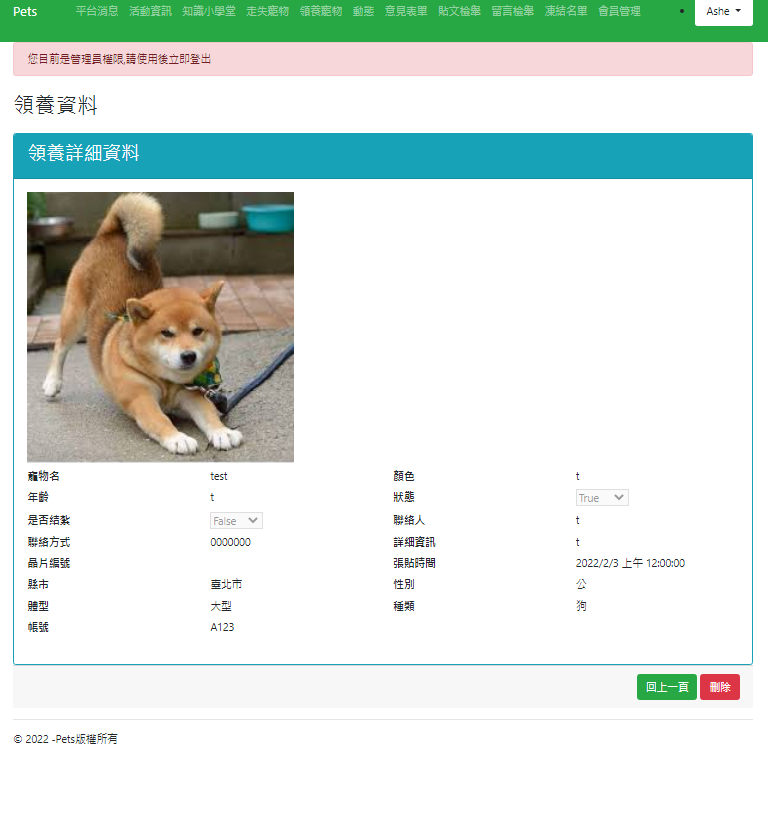 Pets 平台消息 活動資訊 知識小學堂 走失寵物 領養寵物 動態 意見表單 貼文檢舉 留言檢舉 凍結名單 會員管理 Ashe
您目前是管理員權限,請使用後立即登出
領養資料
領養詳細資料
寵物名 test 顏色 t
年齡 t 狀態 True
是否結紮 False 聯絡人 t
聯絡方式 0000000 詳細資訊 t
晶片編號 張貼時間 2022/2/3 上午 12:00:00
縣市 臺北市 性別 公
體型 大型 種類 狗
帳號 A123
回上一頁 刪除
© 2022 -Pets版權所有